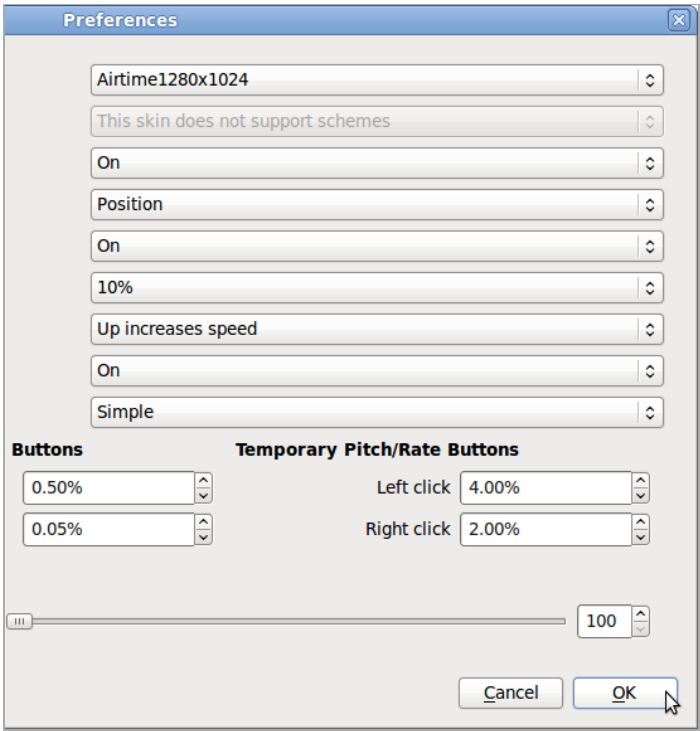 Preferences
Airtime1280x1024
This skin does not support schemes
On
Position
On
10%
Up increases speed
On
Simple
Buttons Temporary Pitch/Rate Buttons
0.50% Left click 4.00%
0.05% Right click 2.00%
100
Cancel OK